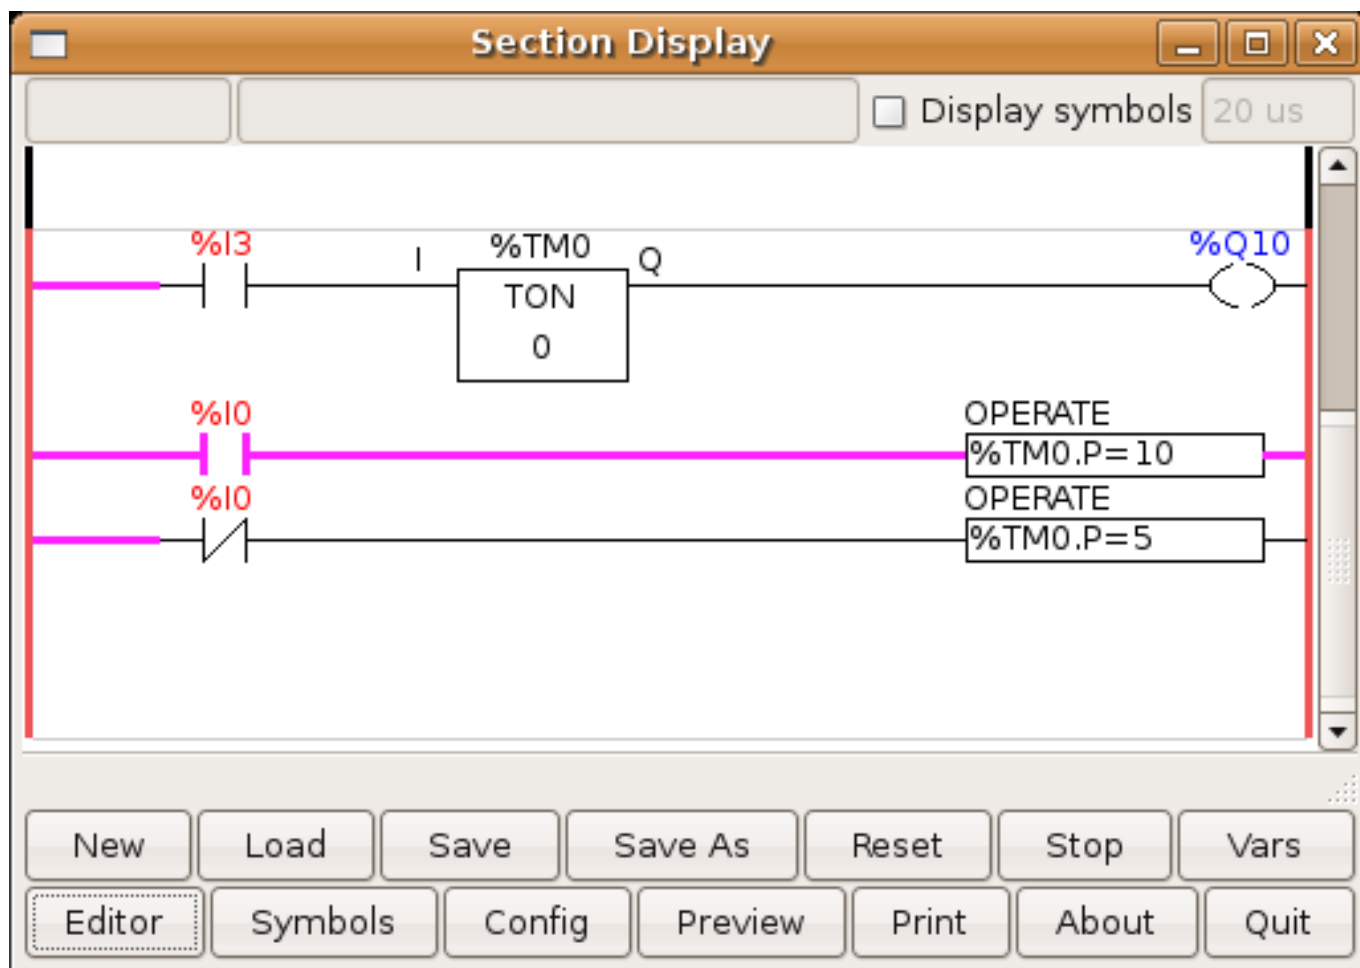 Section Display
Display symbols 20 us
%I3 I %TM0 Q %Q10
TON
0
%I0 OPERATE
%TM0.P=10
%I0 OPERATE
%TM0.P=5
New Load Save Save As Reset Stop Vars
Editor Symbols Config Preview Print About Quit